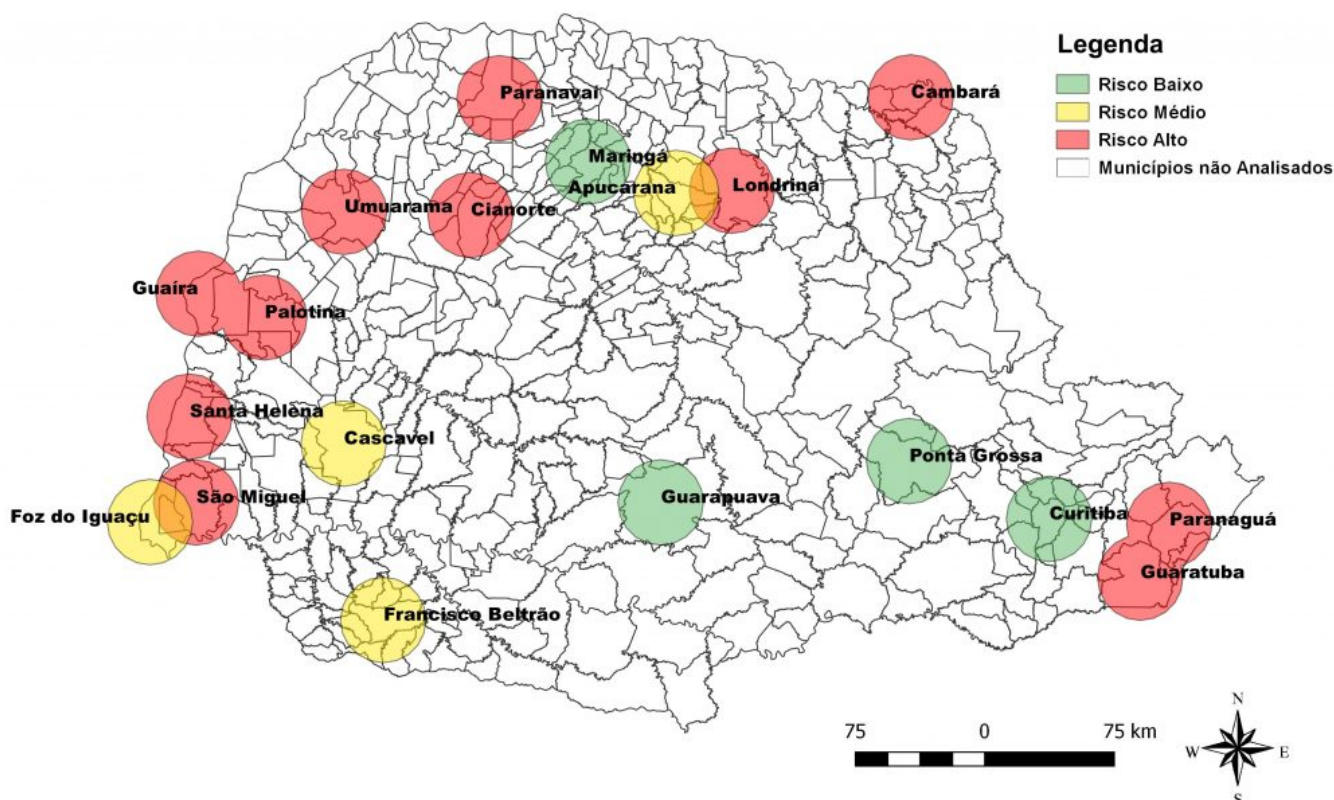 Legenda
Risco Baixo
Risco Médio
Risco Alto
Municípios não Analisados
Paranavaí
Cambará
Maringá
Apucarana
Londrina
Umuarama
Cianorte
Guaíra
Palotina
Santa Helena
Cascavel
Ponta Grossa
São Miguel
Guarapuava
Foz do Iguaçu
Curitiba
Paranaguá
Guaratuba
Francisco Beltrão
75 0 75 km
N
W E
S